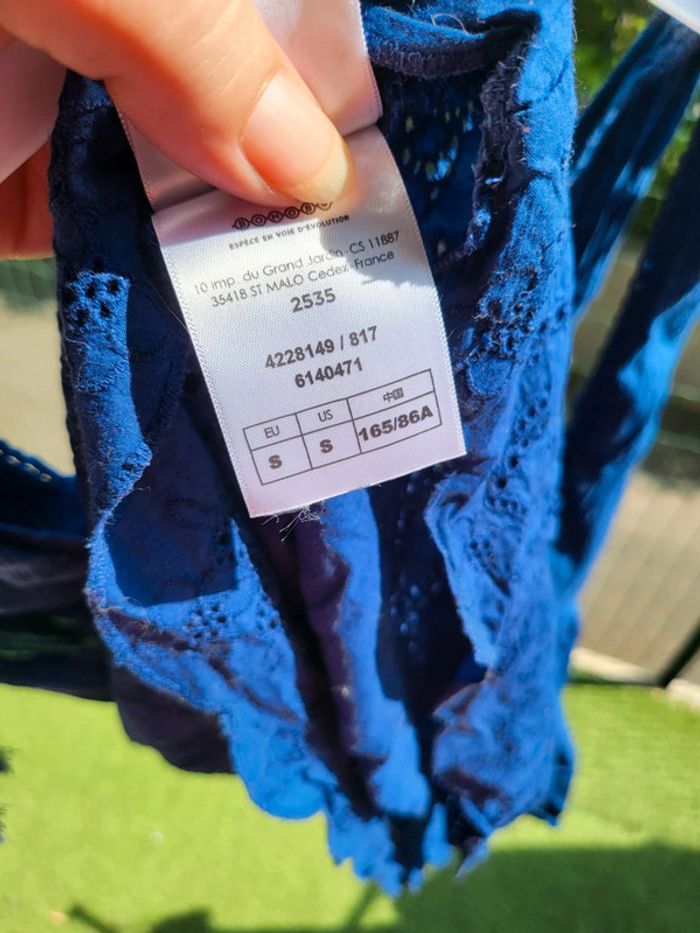 BONOBO
ESPÈCE EN VOIE D'ÉVOLUTION
10 imp. du Grand Jardin, CS 11887
35418 ST MALO Cedex, France
2535
4228149 / 817
6140471
EU US 中国
S S 165/86A